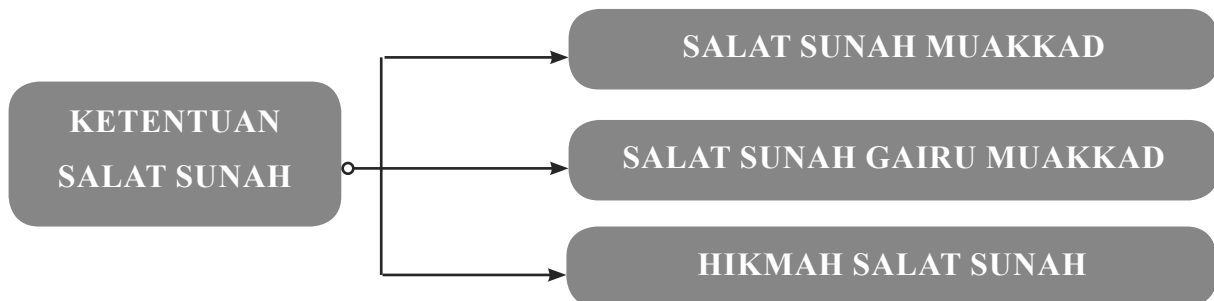 KETENTUAN
SALAT SUNAH
SALAT SUNAH MUAKKAD
SALAT SUNAH GAIRU MUAKKAD
HIKMAH SALAT SUNAH